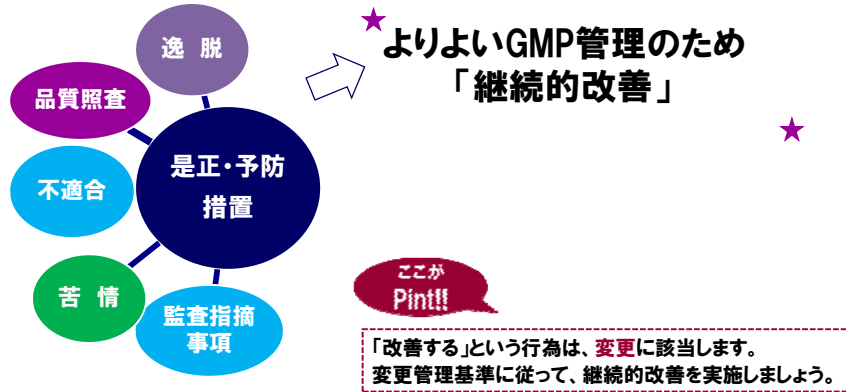 逸 脱
品質照査
不適合
苦 情
監査指摘
事項
是正・予防
措置
よりよいGMP管理のため
「継続的改善」
ここが
Pint!!
「改善する」という行為は、変更に該当します。
変更管理基準に従って、継続的改善を実施しましょう。